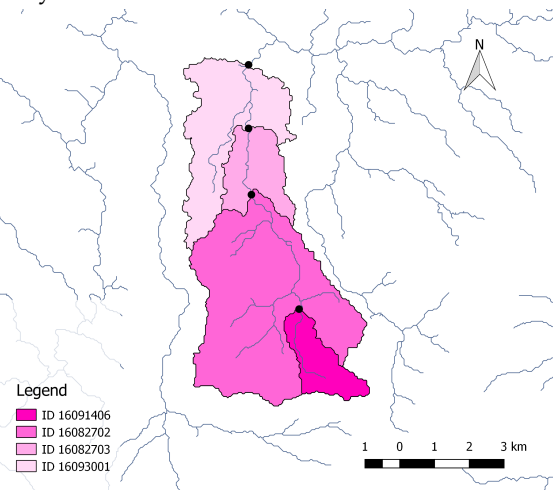 N
Legend
ID 16091406
ID 16082702
ID 16082703
ID 16093001
1 0 1 2 3 km